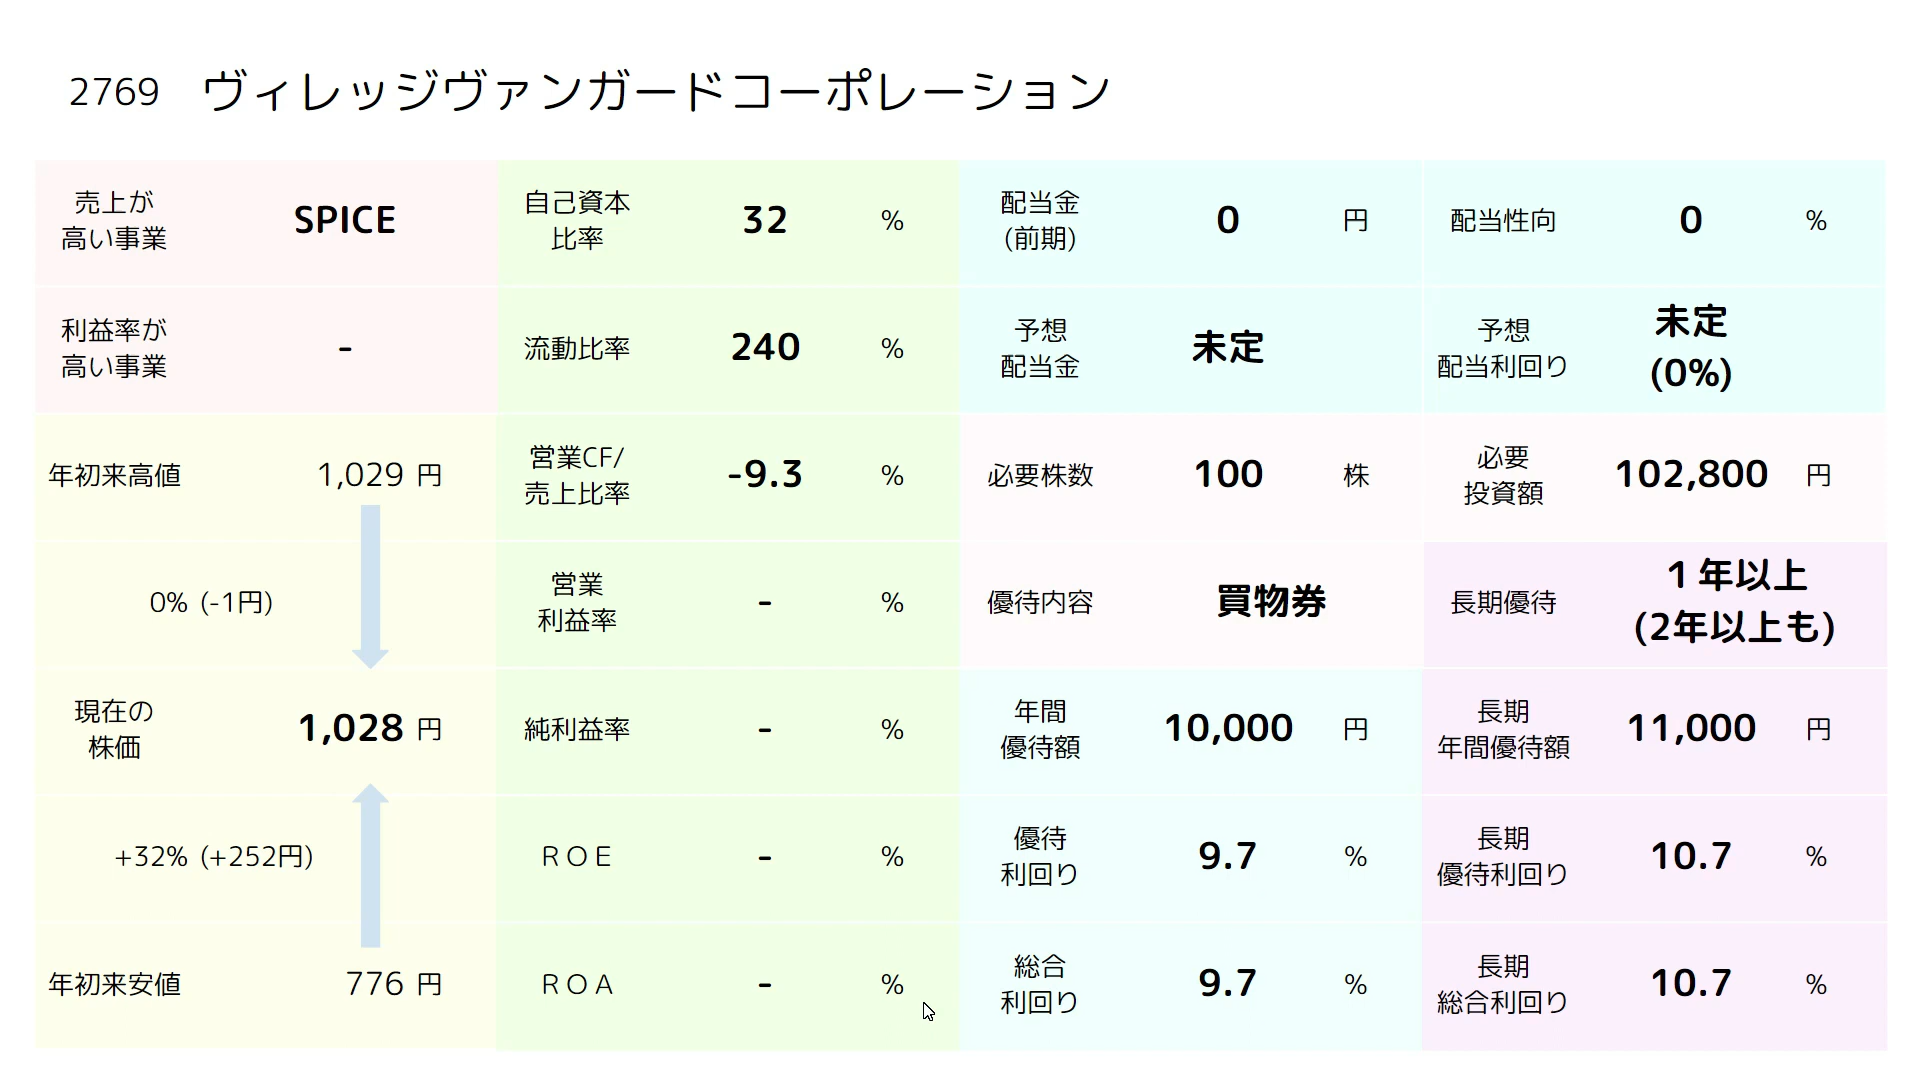 2769 ヴィレッジヴァンガードコーポレーション
売上が
高い事業
SPICE
自己資本
比率
32 %
配当金
(前期)
0 円
配当性向
0 %
利益率が
高い事業
-
流動比率
240 %
予想
配当金
未定
予想
配当利回り
未定
(0%)
年初来高値
1,029 円
営業CF/
売上比率
-9.3 %
必要株数
100 株
必要
投資額
102,800 円
0% (-1円)
営業
利益率
- %
優待内容
買物券
長期優待
1年以上
(2年以上も)
現在の
株価
1,028 円
純利益率
- %
年間
優待額
10,000 円
長期
年間優待額
11,000 円
+32% (+252円)
ROE
- %
優待
利回り
9.7 %
長期
優待利回り
10.7 %
年初来安値
776 円
ROA
- %
総合
利回り
9.7 %
長期
総合利回り
10.7 %